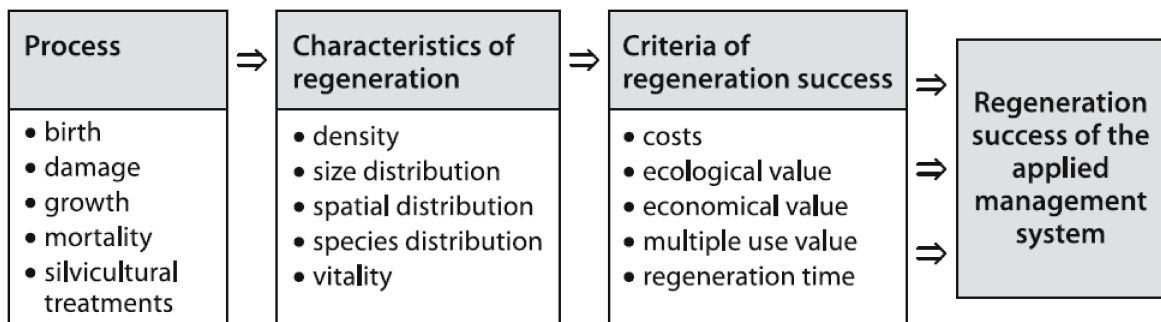 Process
• birth
• damage
• growth
• mortality
• silvicultural
treatments
⇒
Characteristics of
regeneration
• density
• size distribution
• spatial distribution
• species distribution
• vitality
⇒
Criteria of
regeneration success
• costs
• ecological value
• economical value
• multiple use value
• regeneration time
⇒
⇒
⇒
Regeneration
success of the
applied
management
system